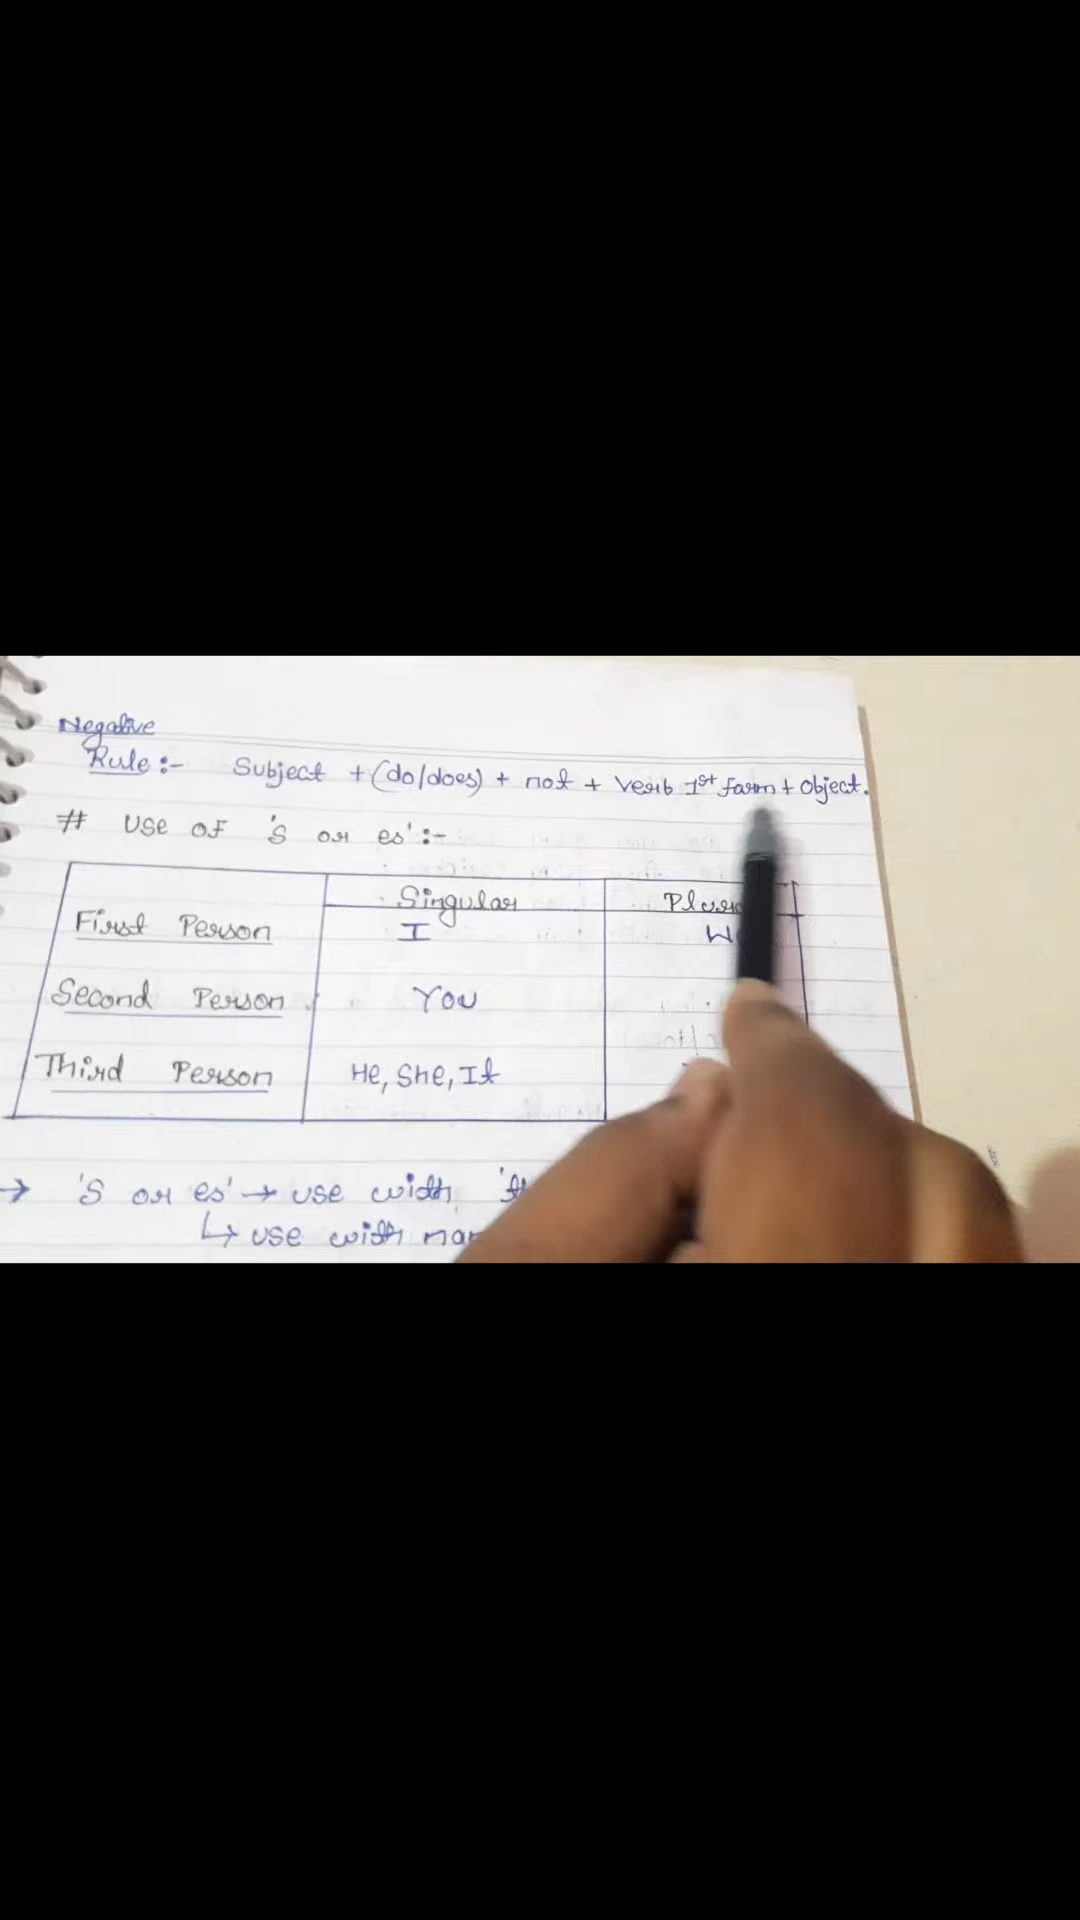 Negative
Rule :- Subject + (do/does) + not + Verb 1st form + Object.
# Use of 's or es' :-
Singular
First Person I
Second Person You
Third Person He, She, It
→ 's or es' → use with
↳ use with